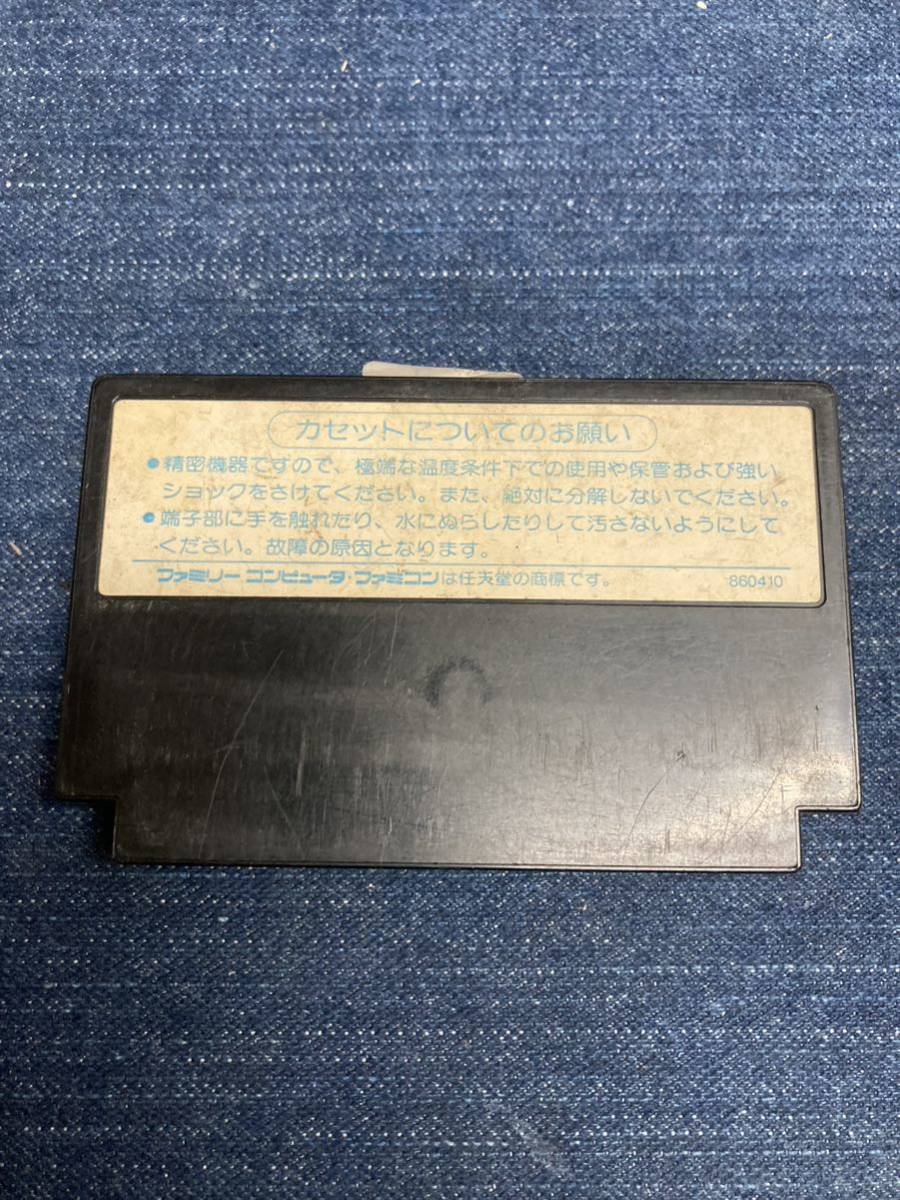 カセットについてのお願い
●精密機器ですので、極端な温度条件下での使用や保管および強い
ショックをさけてください。また、絶対に分解しないでください。
●端子部に手を触れたり、水にぬらしたりして汚さないようにして
ください。故障の原因となります。
ファミリーコンピュータ・ファミコンは任天堂の商標です。 860410